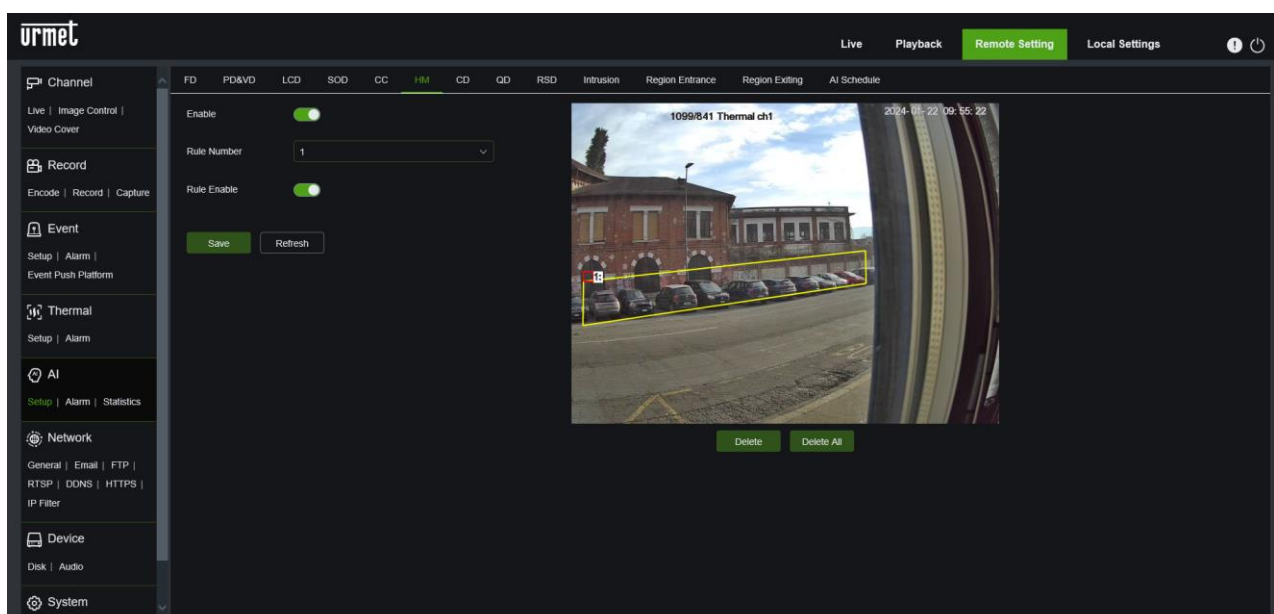 urmet
Live Playback Remote Setting Local Settings
Channel
Live | Image Control |
Video Cover
Record
Encode | Record | Capture
Event
Setup | Alarm |
Event Push Platform
Thermal
Setup | Alarm
AI
Setup | Alarm | Statistics
Network
General | Email | FTP |
RTSP | DDNS | HTTPS |
IP Filter
Device
Disk | Audio
System
FD PD&VD LCD SOD CC HM CD QD RSD Intrusion Region Entrance Region Exiting AI Schedule
Enable
Rule Number 1
Rule Enable
Save Refresh
1099/841 Thermal ch1 2024-01-22 09:55:22
1:
Delete Delete All